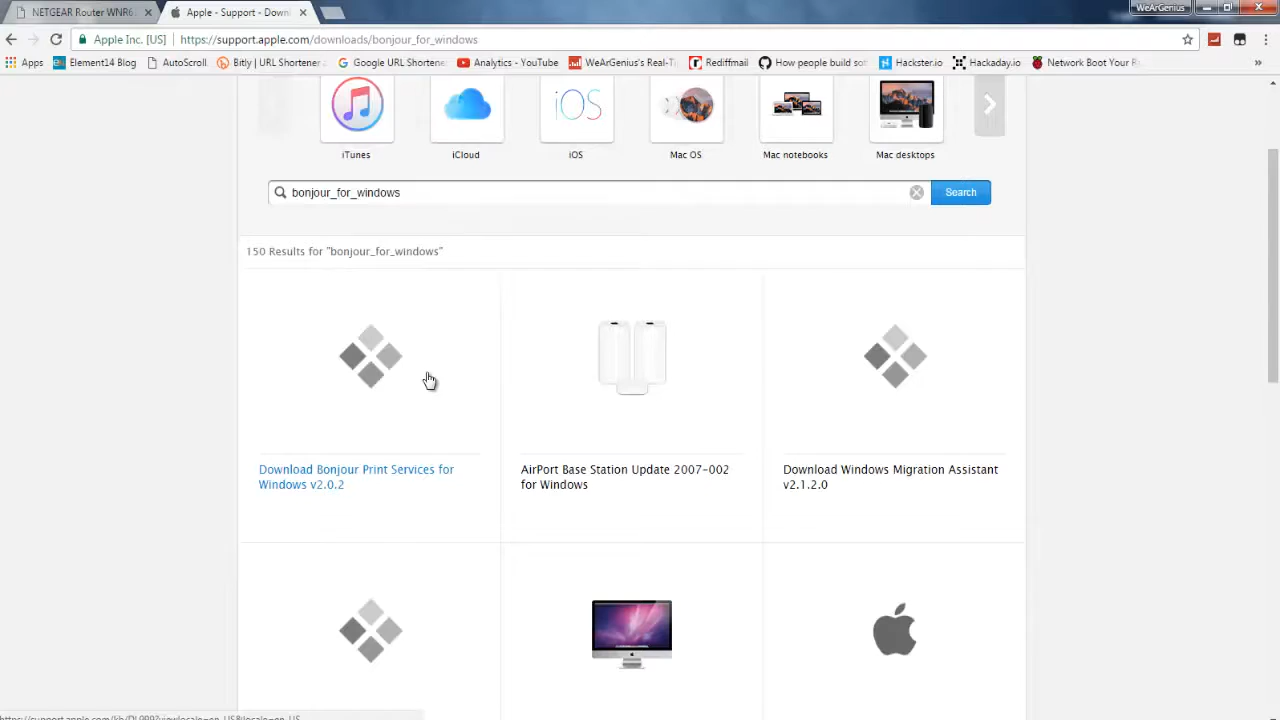 NETGEAR Router WNR6
Apple - Support - Downl
WeArGenius
Apple Inc. [US]
https://support.apple.com/downloads/bonjour_for_windows
Apps
Element14 Blog
AutoScroll
Bitly | URL Shortener
Google URL Shortene
Analytics - YouTube
WeArGenius's Real-Ti
Rediffmail
How people build so
Hackster.io
Hackaday.io
Network Boot Your R
»
iOS
iTunes
iCloud
iOS
Mac OS
Mac notebooks
Mac desktops
bonjour_for_windows
Search
150 Results for "bonjour_for_windows"
Download Bonjour Print Services for
Windows v2.0.2
AirPort Base Station Update 2007-002
for Windows
Download Windows Migration Assistant
v2.1.2.0